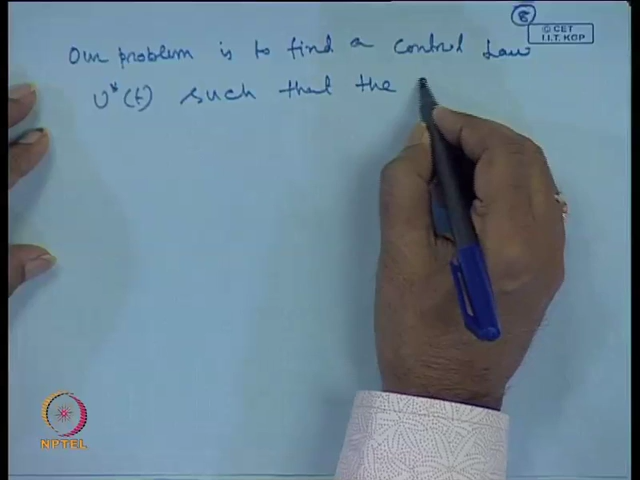 8
© CET
I.I.T. KGP
Our problem is to find a control Law
U*(t) such that the
NPTEL